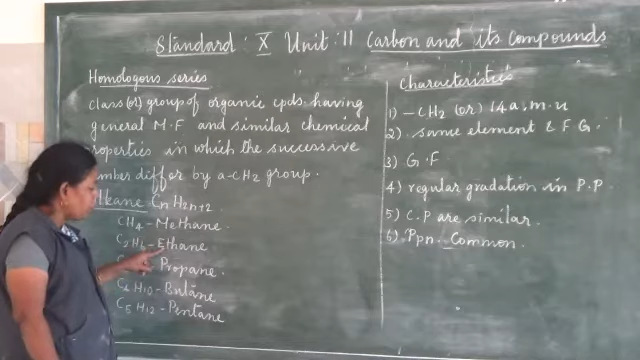 Standard : X Unit : 11 Carbon and its compounds
Homologous series
class (or) group of organic cpds. having
general M.F and similar chemical
properties in which the successive
differ by a -CH2 group.
Alkane CnH2n+2
CH4 - Methane
C2H6 - Ethane
Propane.
C4H10 - Butane
C5H12 - Pentane
Characteristics
1) -CH2 (or) 14 a.m.u
2) same element & F G.
3) G.F
4) regular gradation in P.P.
5) C.P are similar.
6) Ppn. Common.